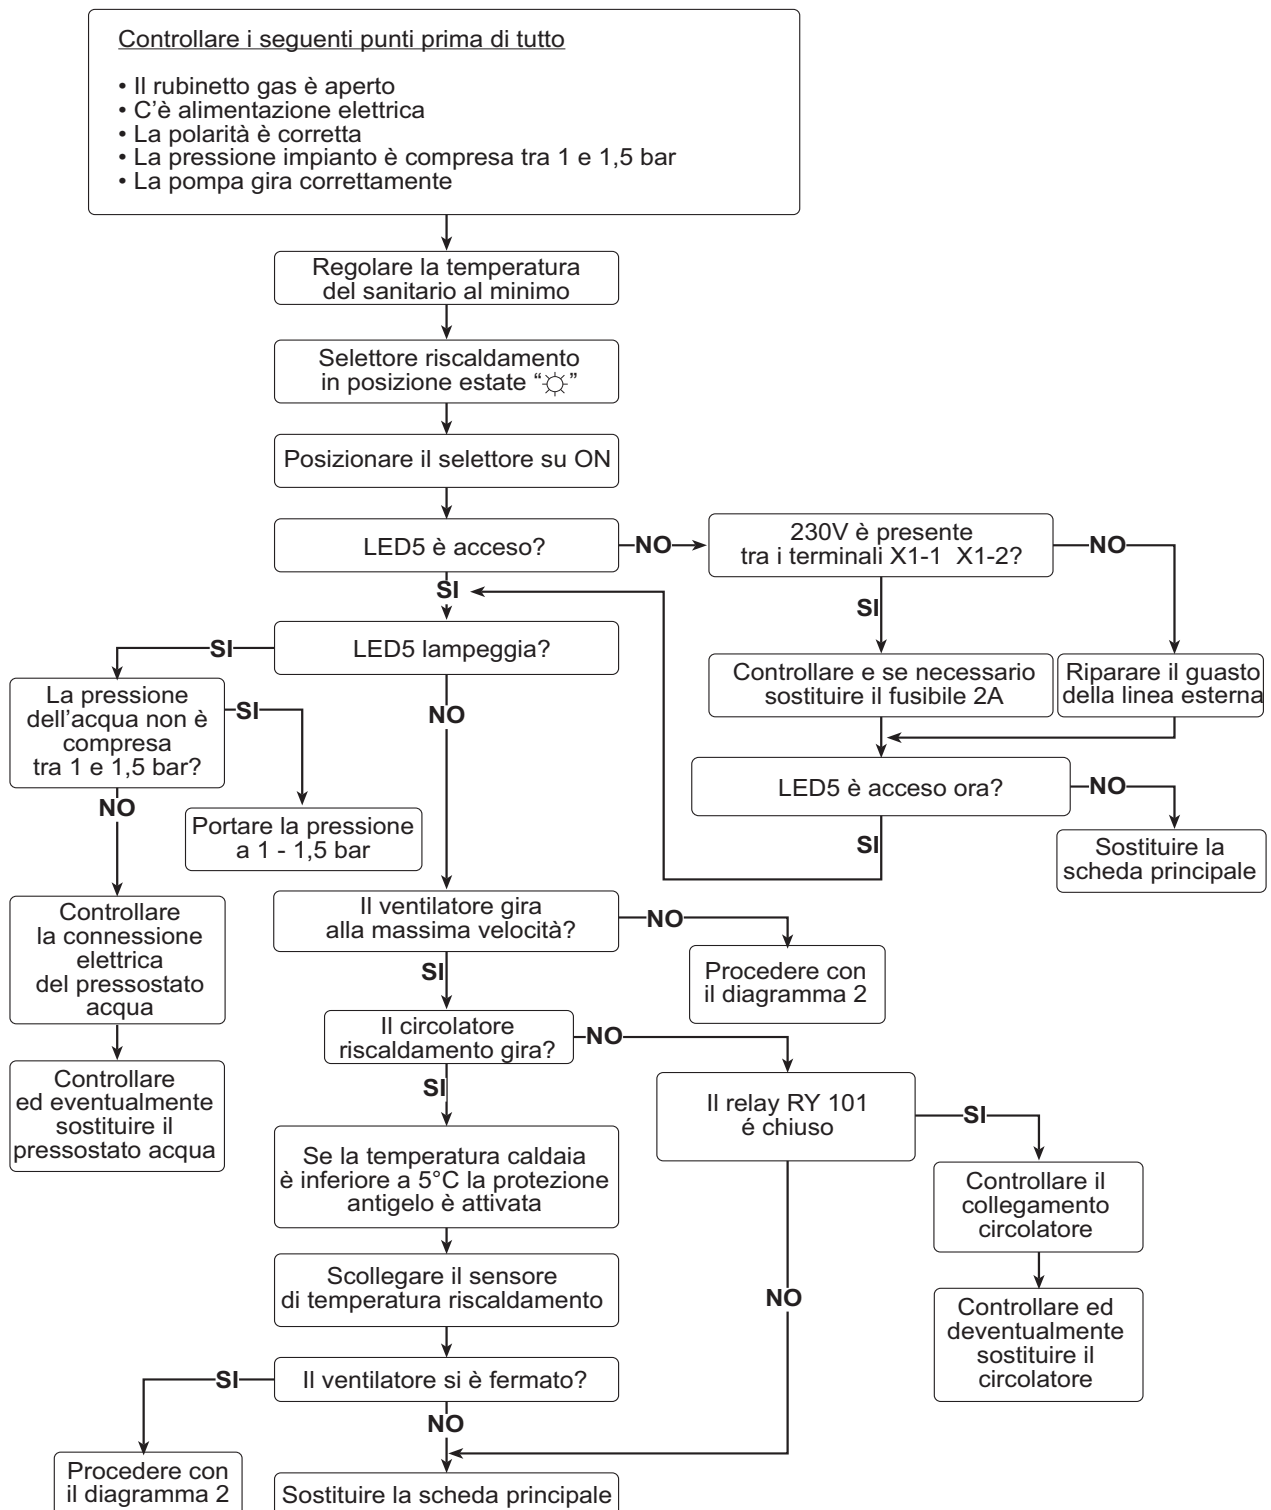 Controllare i seguenti punti prima di tutto
• Il rubinetto gas è aperto
• C'è alimentazione elettrica
• La polarità è corretta
• La pressione impianto è compresa tra 1 e 1,5 bar
• La pompa gira correttamente
Regolare la temperatura
del sanitario al minimo
Selettore riscaldamento
in posizione estate “☼”
Posizionare il selettore su ON
LED5 è acceso?
NO
230V è presente
tra i terminali X1-1 X1-2?
NO
SI
SI
LED5 lampeggia?
SI
NO
Controllare e se necessario
sostituire il fusibile 2A
Riparare il guasto
della linea esterna
La pressione
dell'acqua non è
compresa
tra 1 e 1,5 bar?
SI
NO
Portare la pressione
a 1 - 1,5 bar
LED5 è acceso ora?
NO
SI
Sostituire la
scheda principale
Controllare
la connessione
elettrica
del pressostato
acqua
Controllare
ed eventualmente
sostituire il
pressostato acqua
Il ventilatore gira
alla massima velocità?
NO
SI
Procedere con
il diagramma 2
Il circolatore
riscaldamento gira?
NO
SI
Il relay RY 101
é chiuso
SI
NO
Controllare il
collegamento
circolatore
Controllare ed
deventualmente
sostituire il
circolatore
Se la temperatura caldaia
è inferiore a 5°C la protezione
antigelo è attivata
Scollegare il sensore
di temperatura riscaldamento
Il ventilatore si è fermato?
SI
NO
Procedere con
il diagramma 2
Sostituire la scheda principale